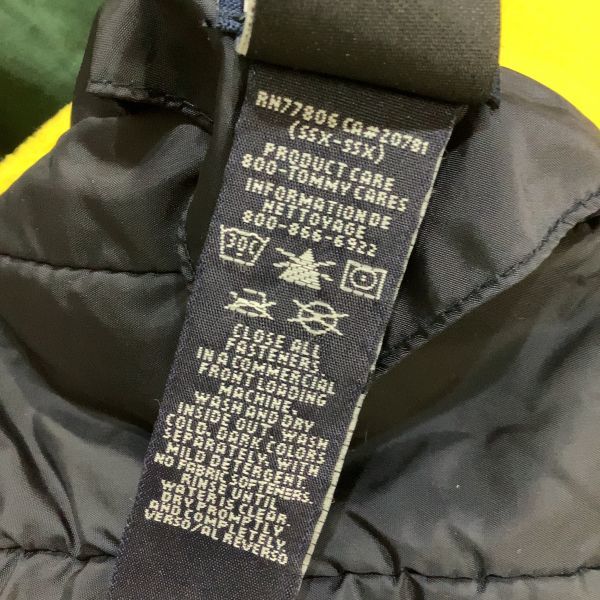 RN77806 CA#20781
(SSX-SSX)
PRODUCT CARE
800-TOMMY CARES
INFORMATION DE
NETTOYAGE
800-866-6922
30C
CLOSE ALL
FASTENERS.
IN A COMMERCIAL
FRONT LOADING
MACHINE,
WASH AND DRY
INSIDE OUT. WASH
COLD. DARK COLORS
SEPARATELY, WITH
MILD DETERGENT.
NO FABRIC SOFTENERS.
RINSE UNTIL
WATER IS CLEAR.
DRY PROMPTLY
AND COMPLETELY.
VERSO/AL REVERSO